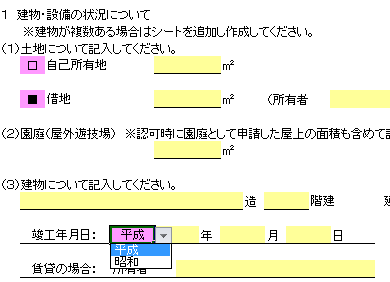 1 建物・設備の状況について
※建物が複数ある場合はシートを追加し作成してください。
(1)土地について記入してください。
□ 自己所有地 ㎡
■ 借地 ㎡ (所有者
(2)園庭(屋外遊技場) ※認可時に園庭として申請した屋上の面積も含めて
㎡
(3)建物について記入してください。
造 階建
竣工年月日: 平成 年 月 日
平成
昭和
賃貸の場合: 所有者